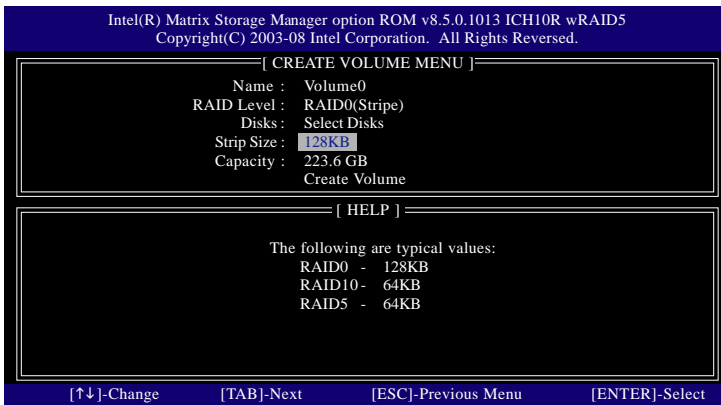 Intel(R) Matrix Storage Manager option ROM v8.5.0.1013 ICH10R wRAID5
Copyright(C) 2003-08 Intel Corporation.  All Rights Reversed.
[ CREATE VOLUME MENU ]
Name :   Volume0
RAID Level :   RAID0(Stripe)
Disks :   Select Disks
Strip Size :   128KB
Capacity :   223.6 GB
Create Volume
[ HELP ]
The following are typical values:
RAID0   -   128KB
RAID10 -   64KB
RAID5   -   64KB
[↑↓]-Change   [TAB]-Next   [ESC]-Previous Menu   [ENTER]-Select